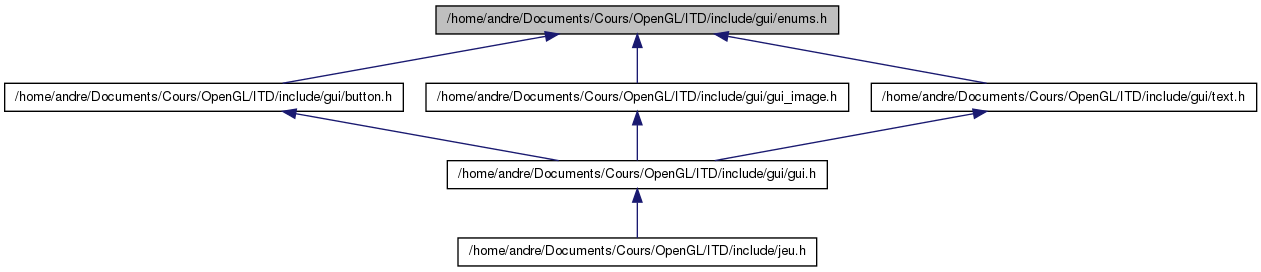 /home/andre/Documents/Cours/OpenGL/ITD/include/gui/enums.h
/home/andre/Documents/Cours/OpenGL/ITD/include/gui/button.h
/home/andre/Documents/Cours/OpenGL/ITD/include/gui/gui_image.h
/home/andre/Documents/Cours/OpenGL/ITD/include/gui/text.h
/home/andre/Documents/Cours/OpenGL/ITD/include/gui/gui.h
/home/andre/Documents/Cours/OpenGL/ITD/include/jeu.h